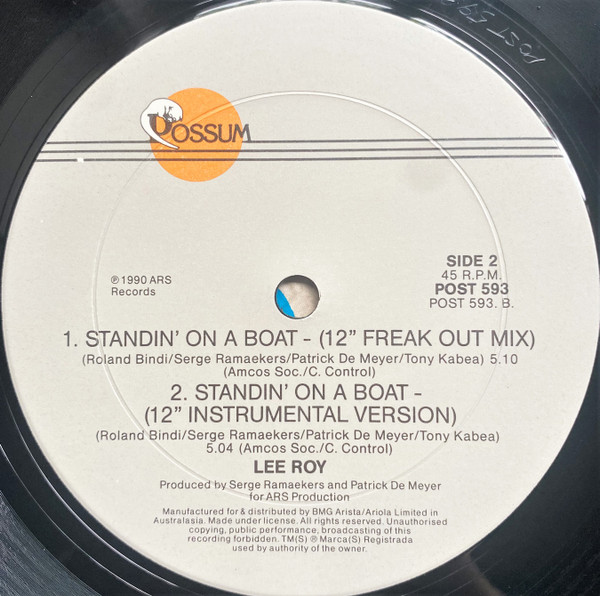 POST 59
POSSUM
℗ 1990 ARS
Records
SIDE 2
45 R.P.M.
POST 593
POST 593. B.
1. STANDIN' ON A BOAT - (12" FREAK OUT MIX)
(Roland Bindi/Serge Ramaekers/Patrick De Meyer/Tony Kabea) 5.10
(Amcos Soc./C. Control)
2. STANDIN' ON A BOAT -
(12" INSTRUMENTAL VERSION)
(Roland Bindi/Serge Ramaekers/Patrick De Meyer/Tony Kabea)
5.04 (Amcos Soc./C. Control)
LEE ROY
Produced by Serge Ramaekers and Patrick De Meyer
for ARS Production
Manufactured for & distributed by BMG Arista/Ariola Limited in
Australasia. Made under license. All rights reserved. Unauthorised
copying, public performance, broadcasting of this
recording forbidden. TM(S) ® Marca(S) Registrada
used by authority of the owner.